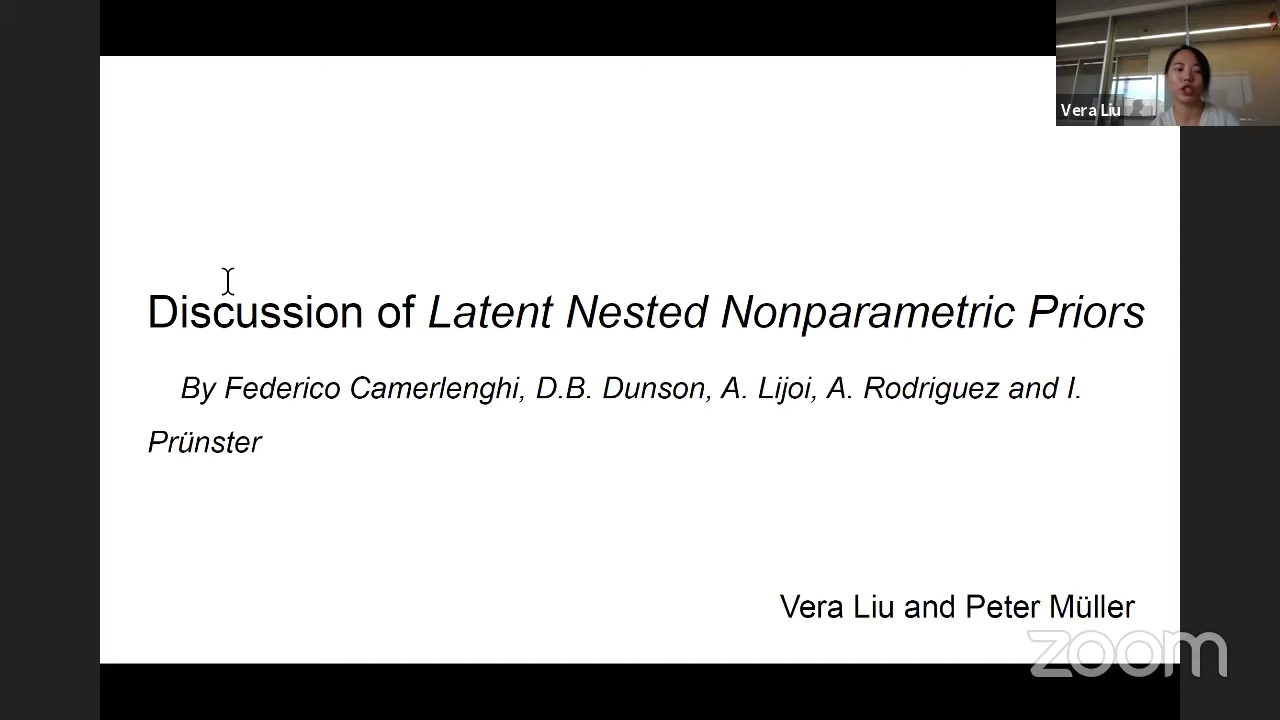 Vera Liu
Discussion of Latent Nested Nonparametric Priors
By Federico Camerlenghi, D.B. Dunson, A. Lijoi, A. Rodriguez and I.
Prünster
Vera Liu and Peter Müller
zoom